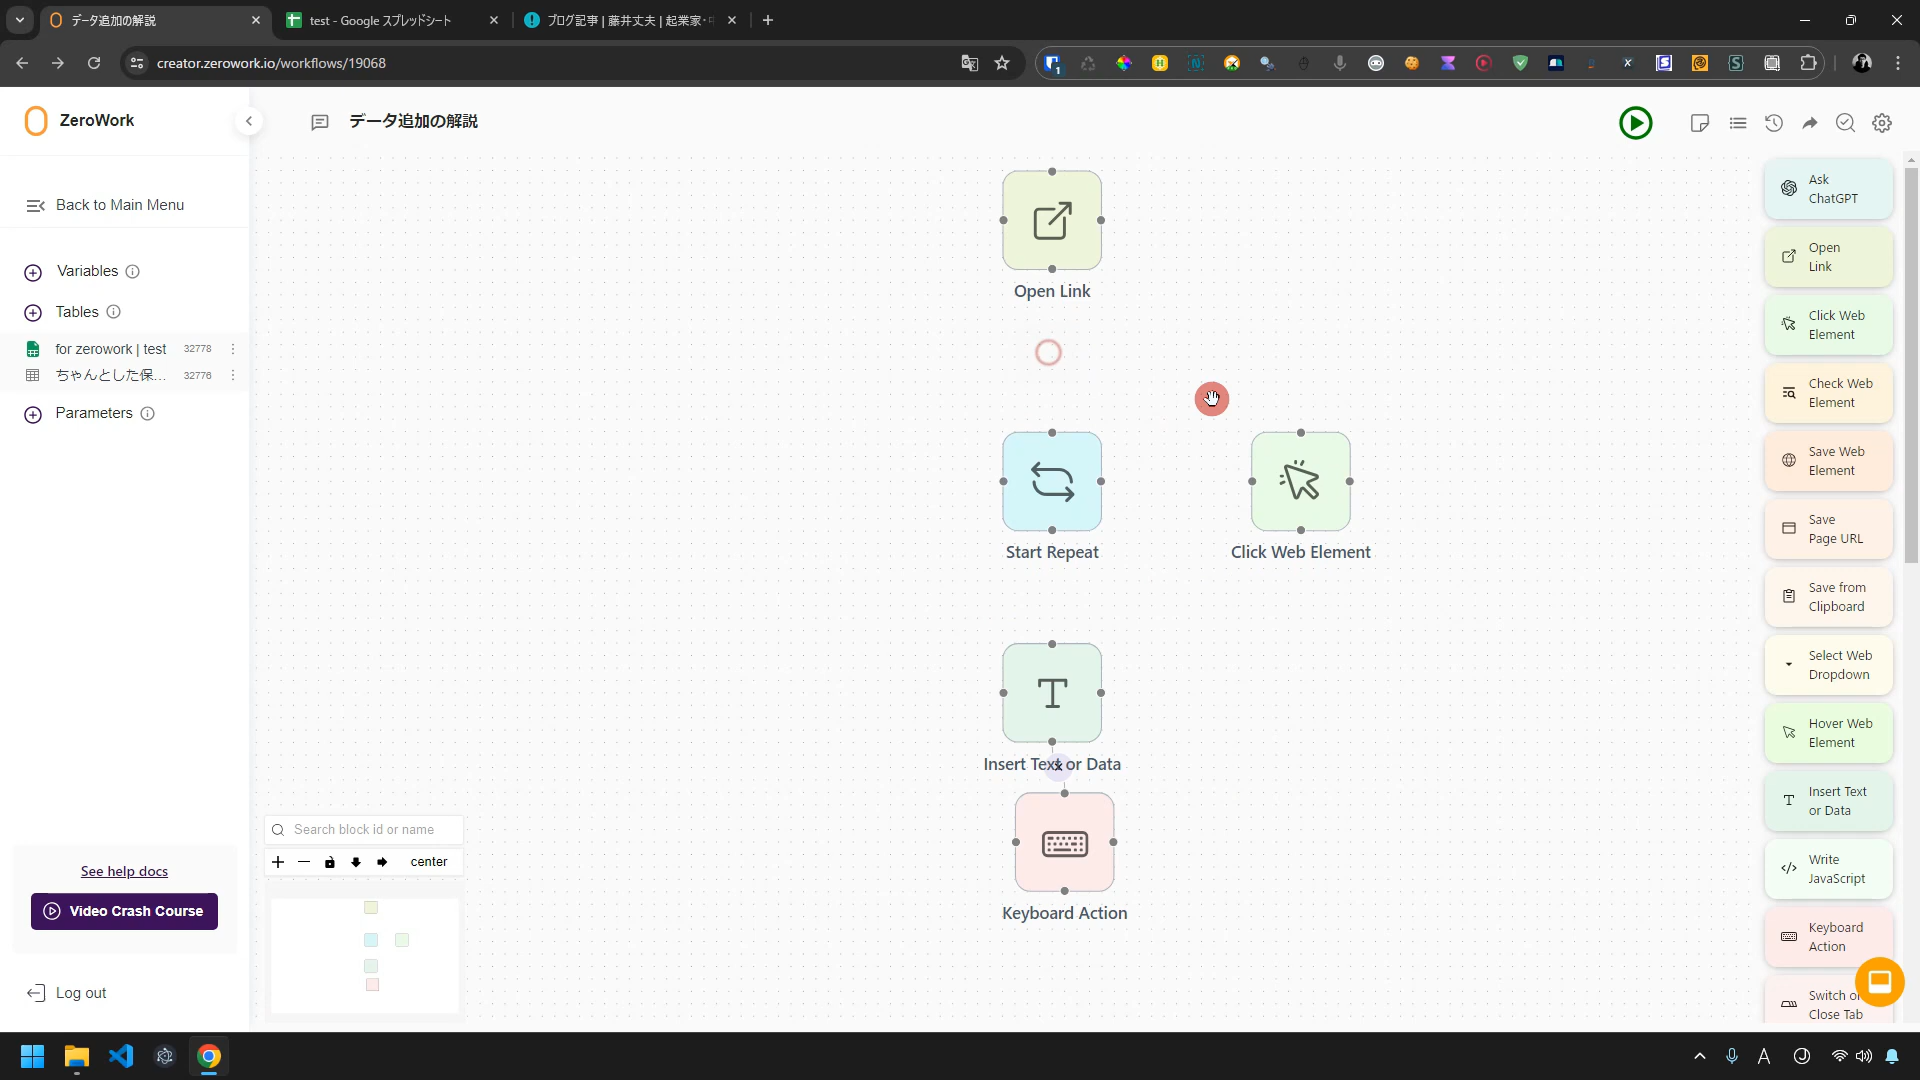 データ追加の解説
test - Google スプレッドシート
ブログ記事 | 藤井丈夫 | 起業家・
creator.zerowork.io/workflows/19068
ZeroWork
データ追加の解説
Back to Main Menu
Variables
Tables
for zerowork | test 32778
ちゃんとした保... 32776
Parameters
See help docs
Video Crash Course
Log out
Open Link
Start Repeat
Click Web Element
Insert Text or Data
Keyboard Action
Search block id or name
center
Ask
ChatGPT
Open
Link
Click Web
Element
Check Web
Element
Save Web
Element
Save
Page URL
Save from
Clipboard
Select Web
Dropdown
Hover Web
Element
Insert Text
or Data
Write
JavaScript
Keyboard
Action
Switch or
Close Tab